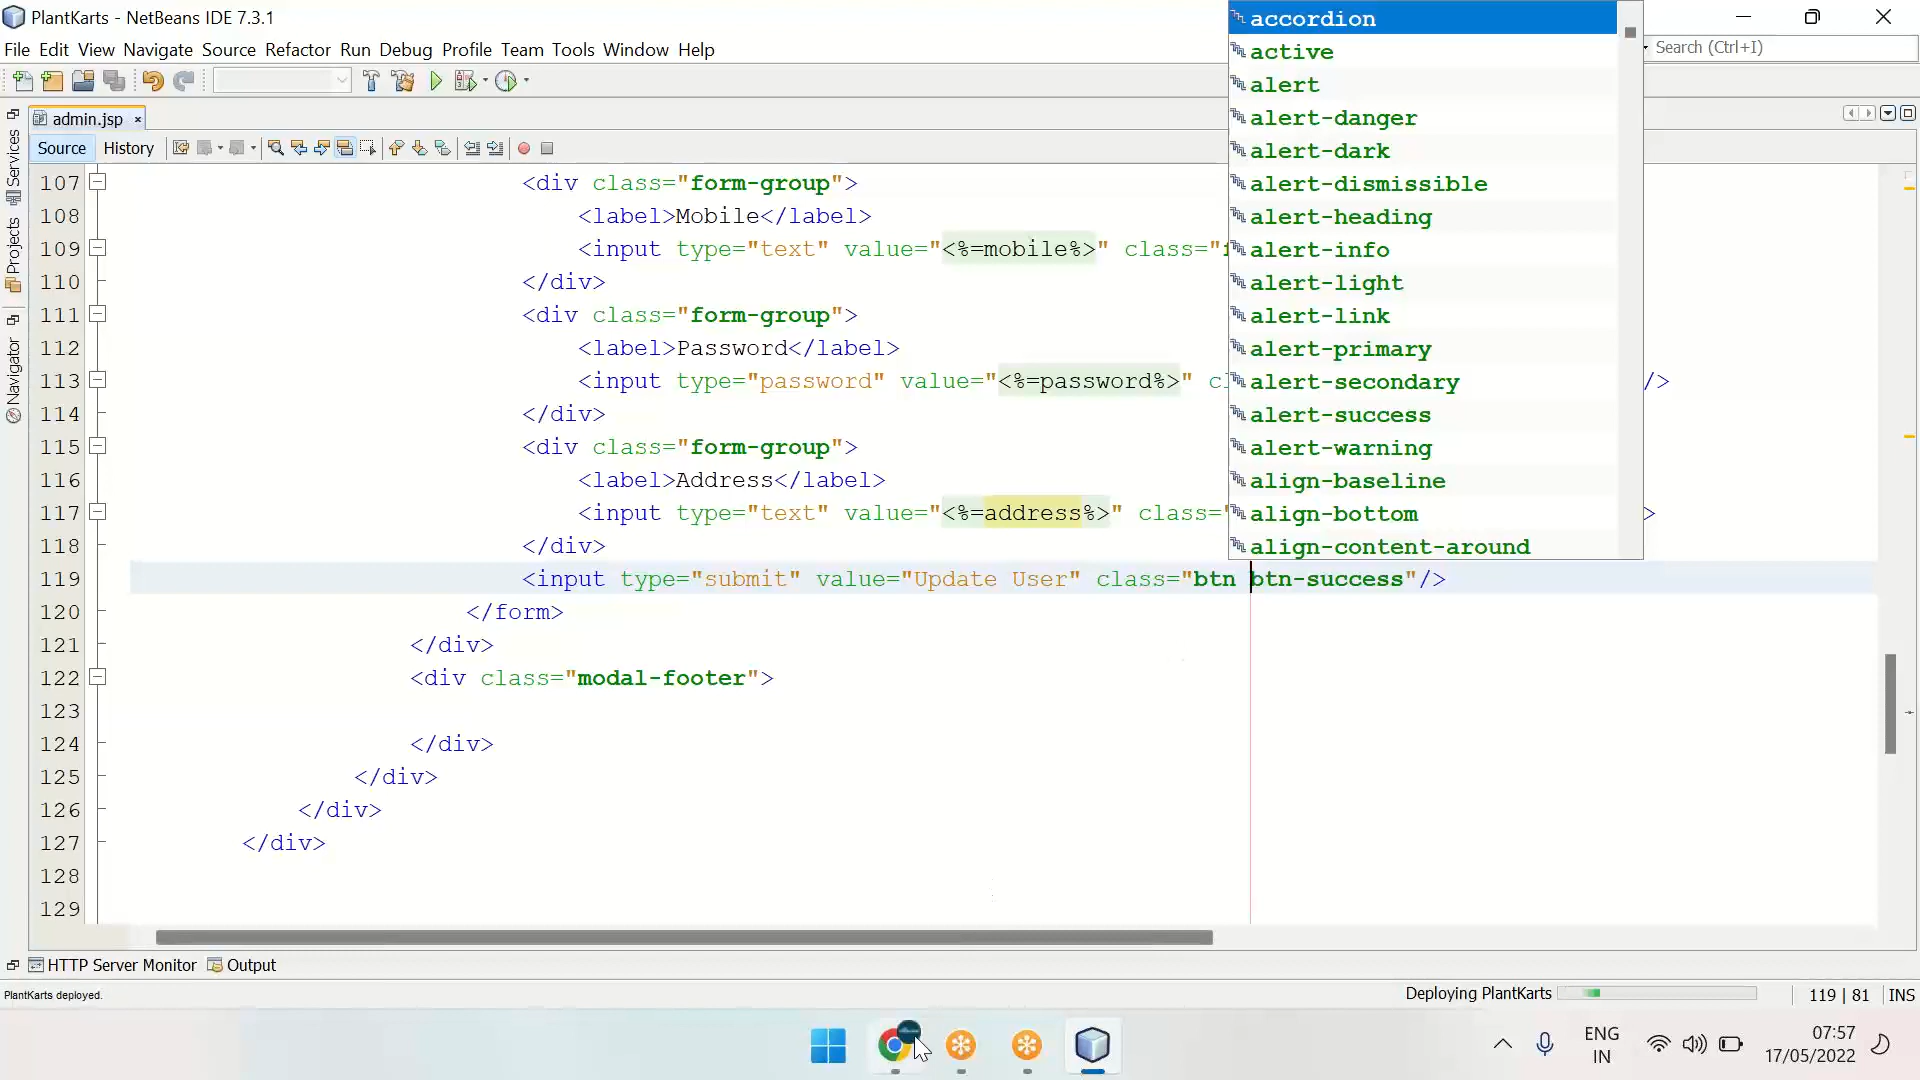 PlantKarts - NetBeans IDE 7.3.1
File Edit View Navigate Source Refactor Run Debug Profile Team Tools Window Help
Search (Ctrl+I)
admin.jsp
Source History
Services
Projects
Navigator
107 <div class="form-group">
108 <label>Mobile</label>
109 <input type="text" value="<%=mobile%>" class="
110 </div>
111 <div class="form-group">
112 <label>Password</label>
113 <input type="password" value="<%=password%>" cl />
114 </div>
115 <div class="form-group">
116 <label>Address</label>
117 <input type="text" value="<%=address%>" class=" >
118 </div>
119 <input type="submit" value="Update User" class="btn btn-success"/>
120 </form>
121 </div>
122 <div class="modal-footer">
123
124 </div>
125 </div>
126 </div>
127 </div>
128
129
accordion
active
alert
alert-danger
alert-dark
alert-dismissible
alert-heading
alert-info
alert-light
alert-link
alert-primary
alert-secondary
alert-success
alert-warning
align-baseline
align-bottom
align-content-around
HTTP Server Monitor Output
PlantKarts deployed.
Deploying PlantKarts
119 | 81 INS
ENG
IN
07:57
17/05/2022